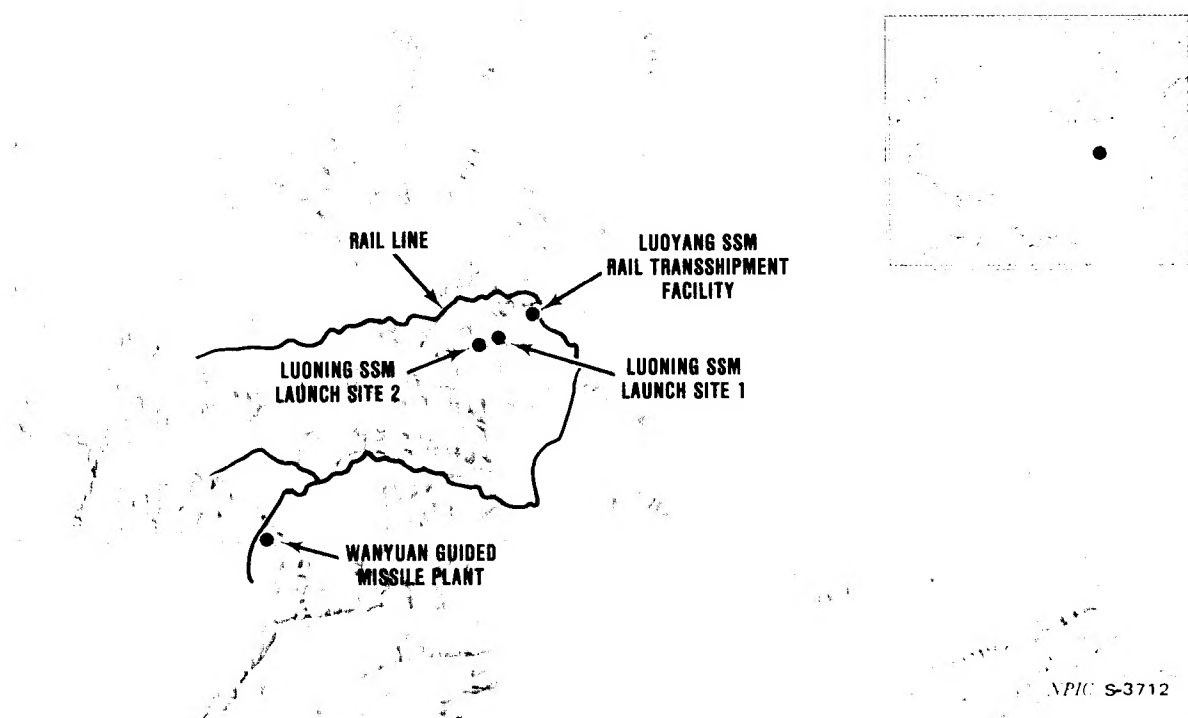 RAIL LINE
LUOYANG SSM
RAIL TRANSSHIPMENT
FACILITY
LUONING SSM
LAUNCH SITE 2
LUONING SSM
LAUNCH SITE 1
WANYUAN GUIDED
MISSILE PLANT
NPIC S-3712